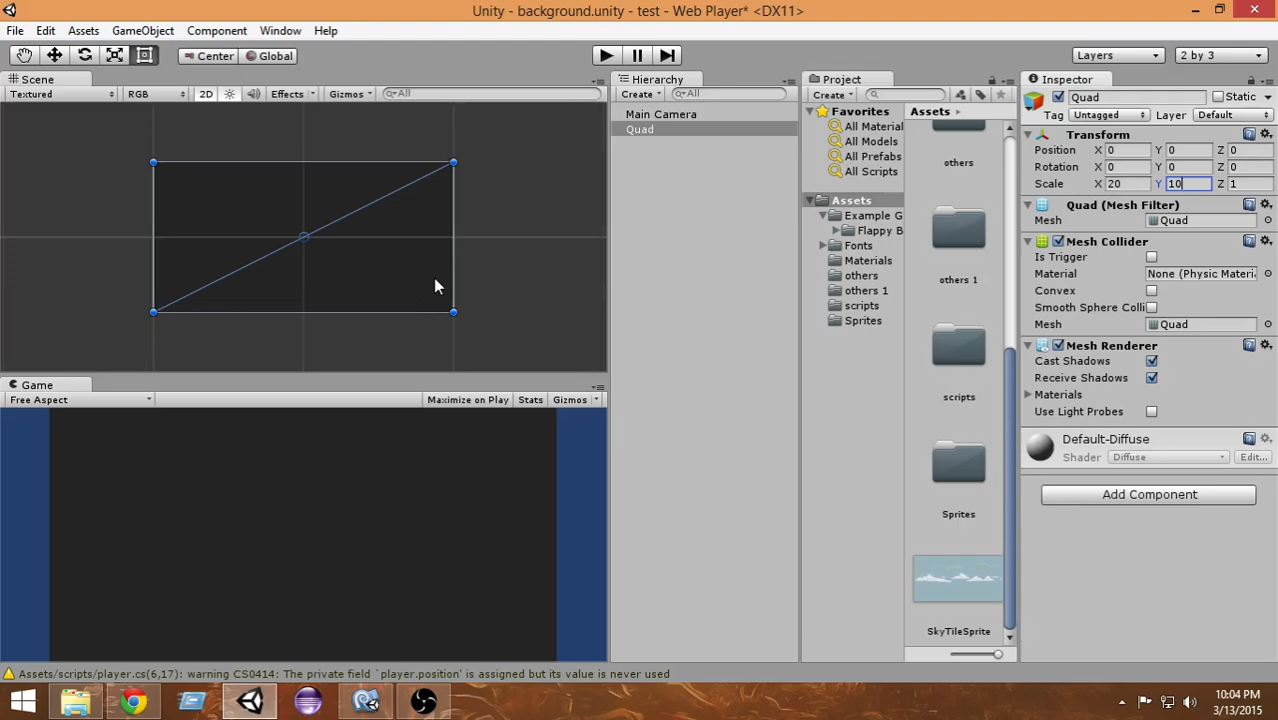 Unity - background.unity - test - Web Player* <DX11>
File Edit Assets GameObject Component Window Help
Center Global Layers 2 by 3
Scene
Textured RGB 2D Effects Gizmos All
Hierarchy
Create All
Main Camera
Quad
Project
Create
Favorites
All Material
All Models
All Prefabs
All Scripts
Assets
Example G
Flappy B
Fonts
Materials
others
others 1
scripts
Sprites
Assets
others
others 1
scripts
Sprites
SkyTileSprite
Inspector
Quad Static
Tag Untagged Layer Default
Transform
Position X 0 Y 0 Z 0
Rotation X 0 Y 0 Z 0
Scale X 20 Y 10 Z 1
Quad (Mesh Filter)
Mesh Quad
Mesh Collider
Is Trigger
Material None (Physic Materia
Convex
Smooth Sphere Colli
Mesh Quad
Mesh Renderer
Cast Shadows
Receive Shadows
Materials
Use Light Probes
Default-Diffuse
Shader Diffuse Edit...
Add Component
Game
Free Aspect Maximize on Play Stats Gizmos
Assets/scripts/player.cs(6,17): warning CS0414: The private field `player.position' is assigned but its value is never used
10:04 PM
3/13/2015